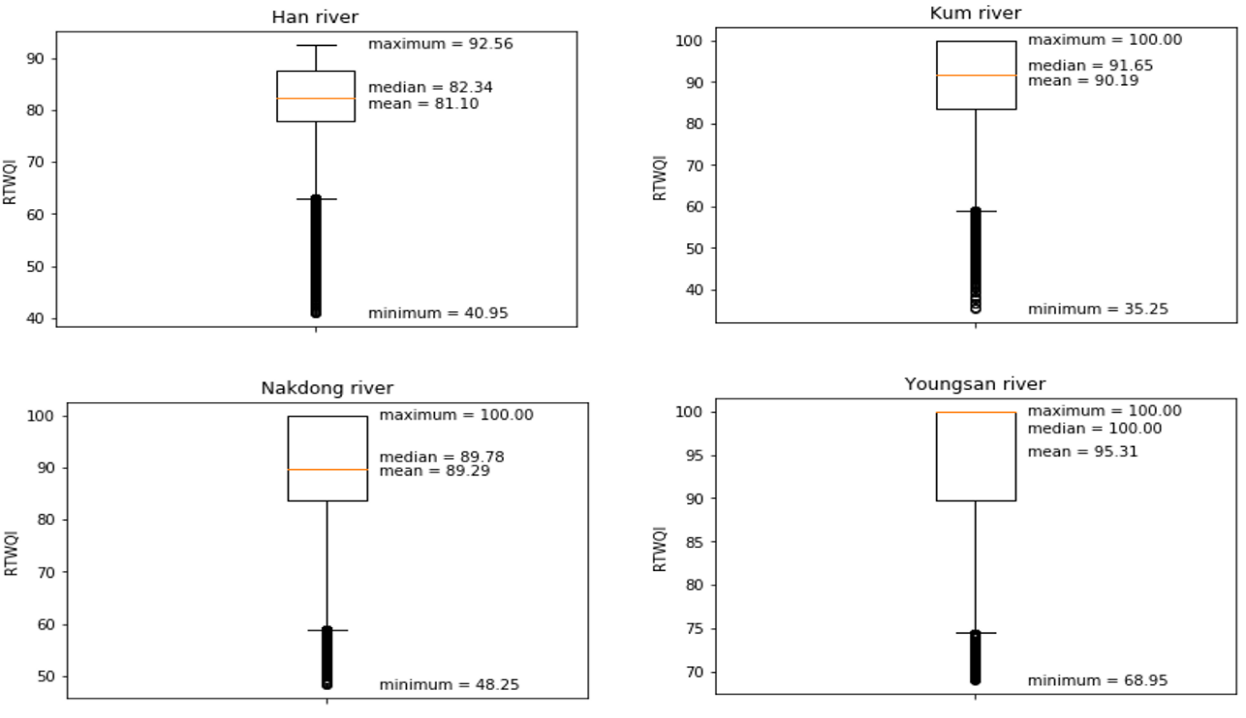 Han river
maximum = 92.56
median = 82.34
mean = 81.10
minimum = 40.95
RTWQI
90
80
70
60
50
40
Kum river
maximum = 100.00
median = 91.65
mean = 90.19
minimum = 35.25
RTWQI
100
90
80
70
60
50
40
Nakdong river
maximum = 100.00
median = 89.78
mean = 89.29
minimum = 48.25
RTWQI
100
90
80
70
60
50
Youngsan river
maximum = 100.00
median = 100.00
mean = 95.31
minimum = 68.95
RTWQI
100
95
90
85
80
75
70